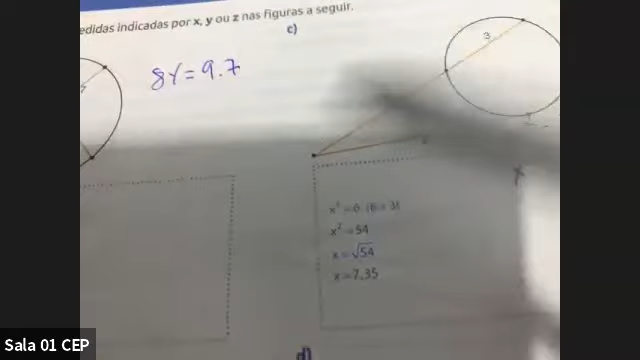 edidas indicadas por x, y ou z nas figuras a seguir.
c)
8Y = 9.7
3
x² = 6 · (6 + 3)
x² = 54
x = √54
x = 7,35
d)
Sala 01 CEP